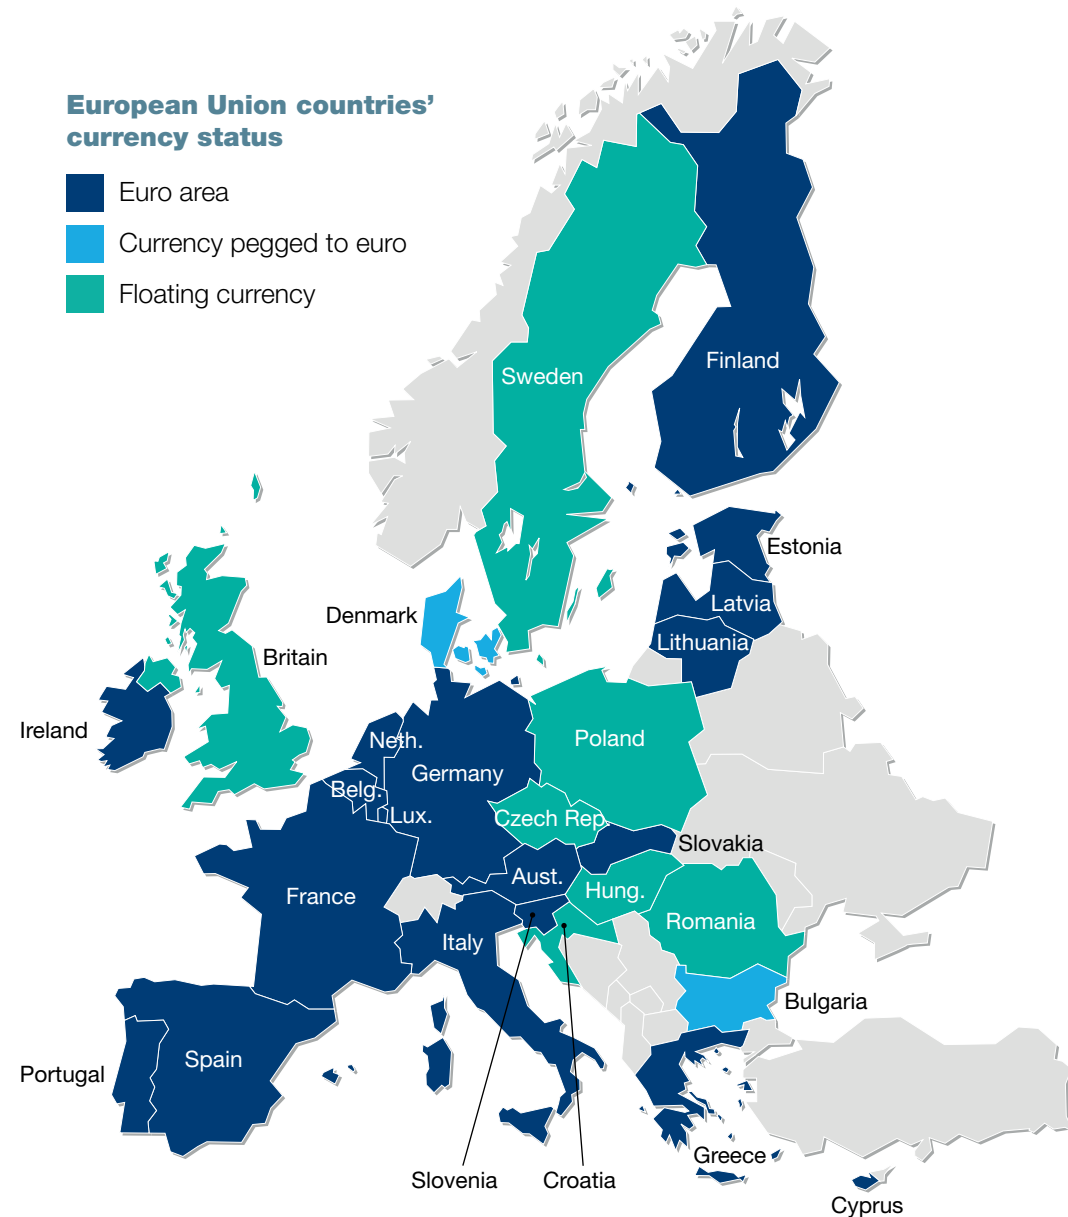 European Union countries’
currency status
Euro area
Currency pegged to euro
Floating currency
Finland
Sweden
Estonia
Latvia
Denmark
Lithuania
Britain
Ireland
Neth.
Poland
Germany
Belg.
Lux.
Czech Rep.
Slovakia
Aust.
Hung.
France
Romania
Italy
Bulgaria
Spain
Portugal
Greece
Slovenia
Croatia
Cyprus